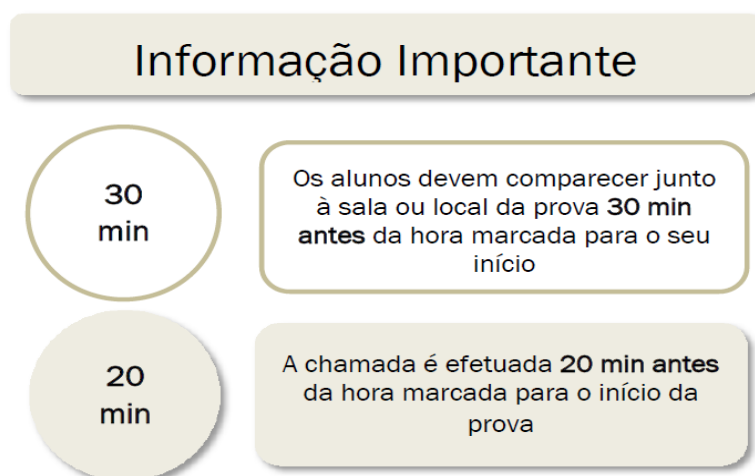 Informação Importante
30
min
Os alunos devem comparecer junto
à sala ou local da prova 30 min
antes da hora marcada para o seu
início
20
min
A chamada é efetuada 20 min antes
da hora marcada para o início da
prova